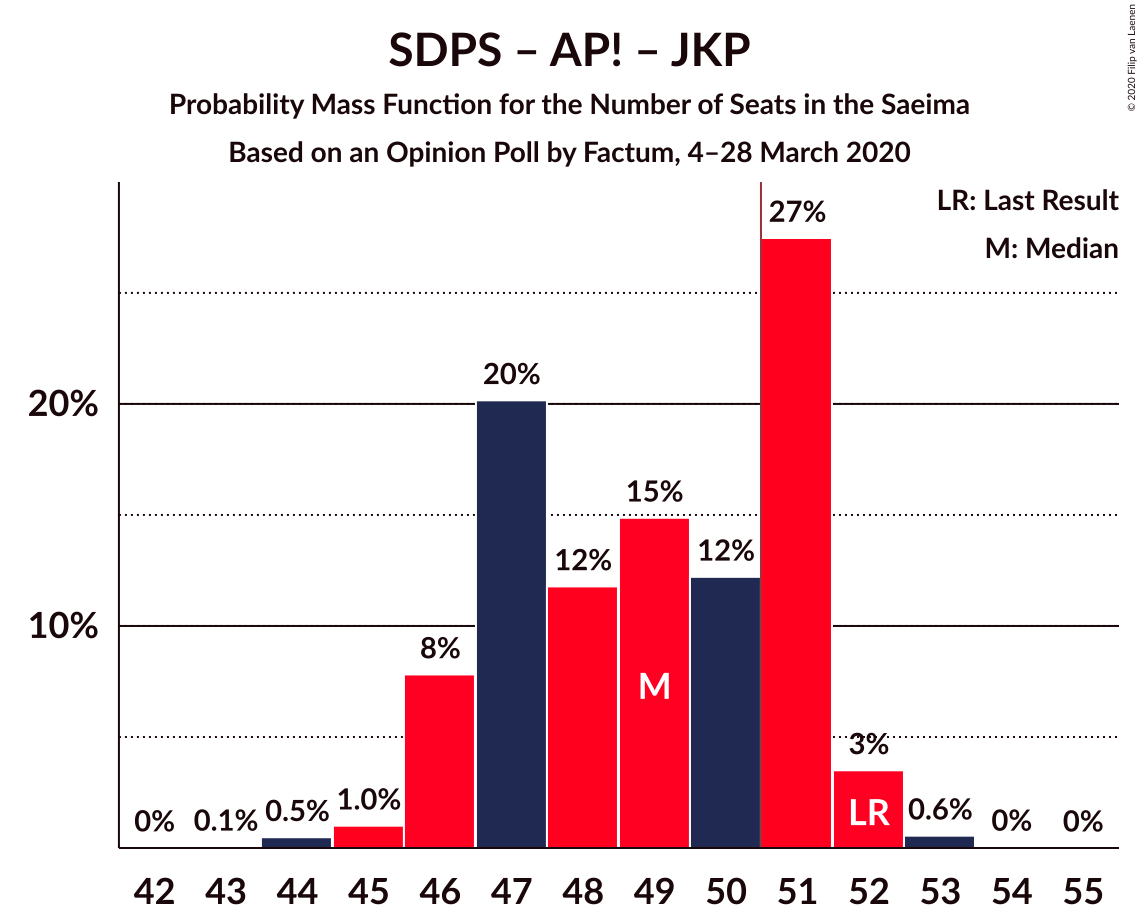 SDPS – AP! – JKP
Probability Mass Function for the Number of Seats in the Saeima
Based on an Opinion Poll by Factum, 4–28 March 2020
© 2020 Filip van Laenen
LR: Last Result
M: Median
27%
20%
20%
15%
12%
12%
10%
8%
M
3%
LR
0%
0.1%
0.5%
1.0%
0.6%
0%
0%
42 43 44 45 46 47 48 49 50 51 52 53 54 55